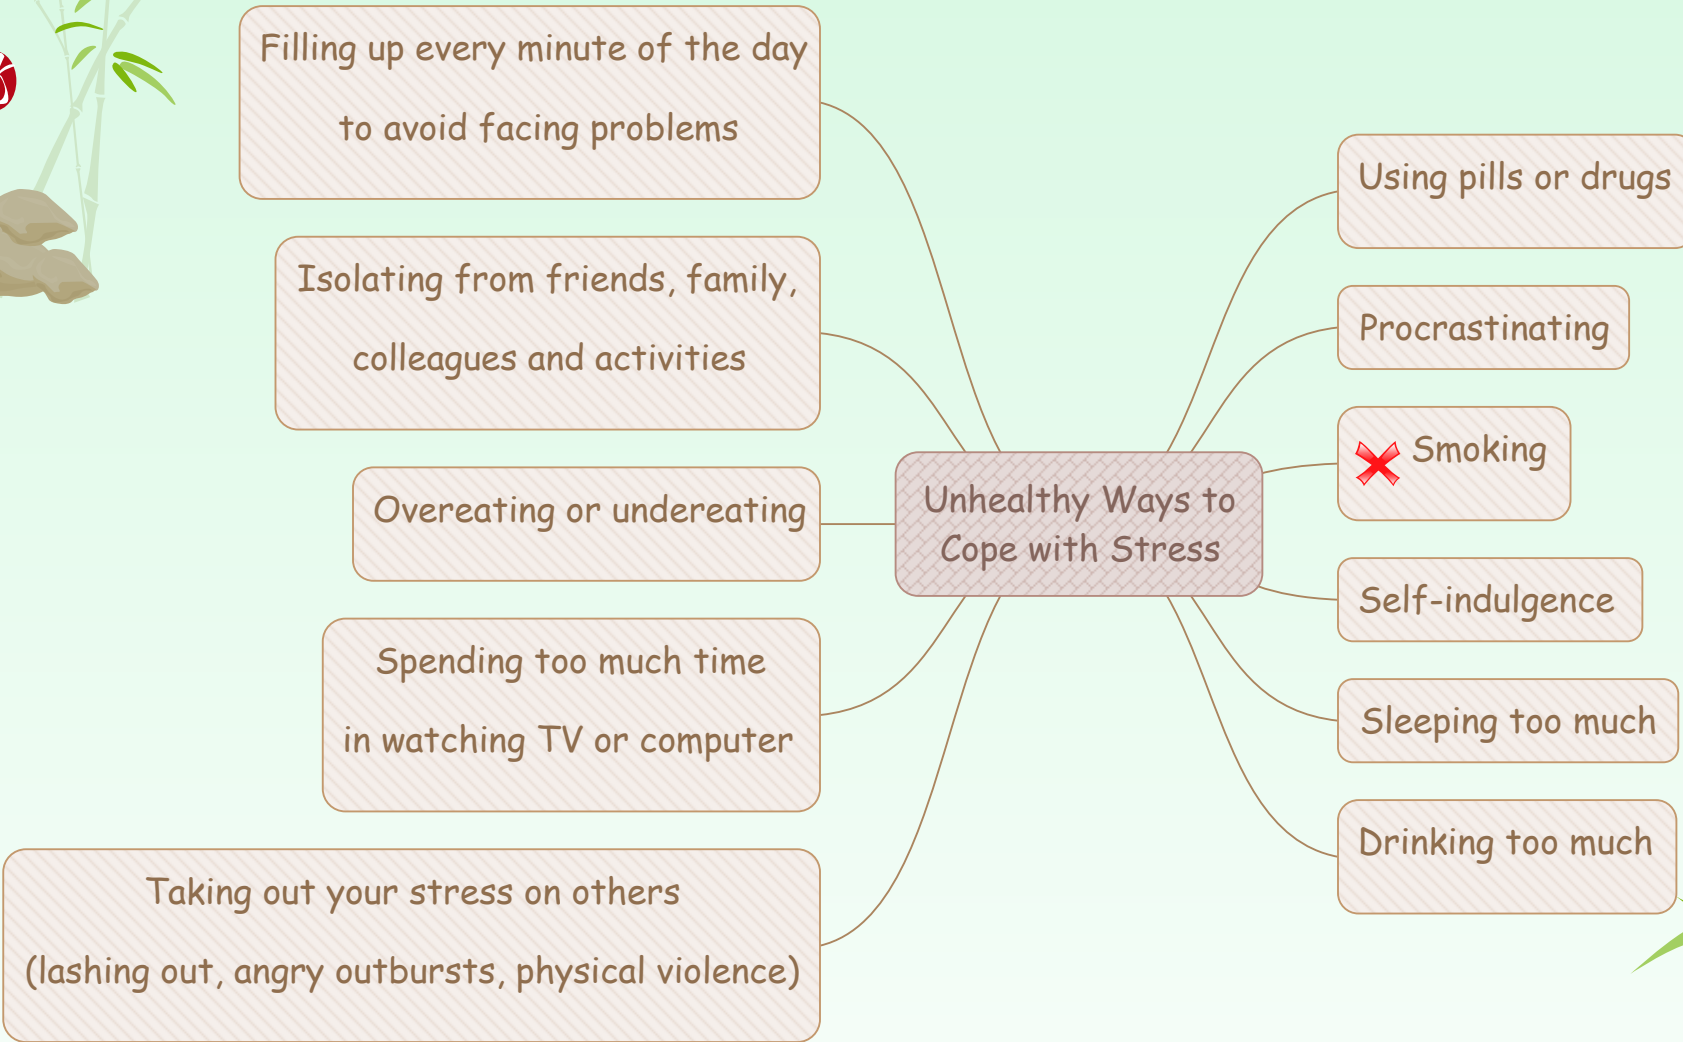 Filling up every minute of the day
to avoid facing problems
Isolating from friends, family,
colleagues and activities
Overeating or undereating
Spending too much time
in watching TV or computer
Taking out your stress on others
(lashing out, angry outbursts, physical violence)
Unhealthy Ways to
Cope with Stress
Using pills or drugs
Procrastinating
Smoking
Self-indulgence
Sleeping too much
Drinking too much